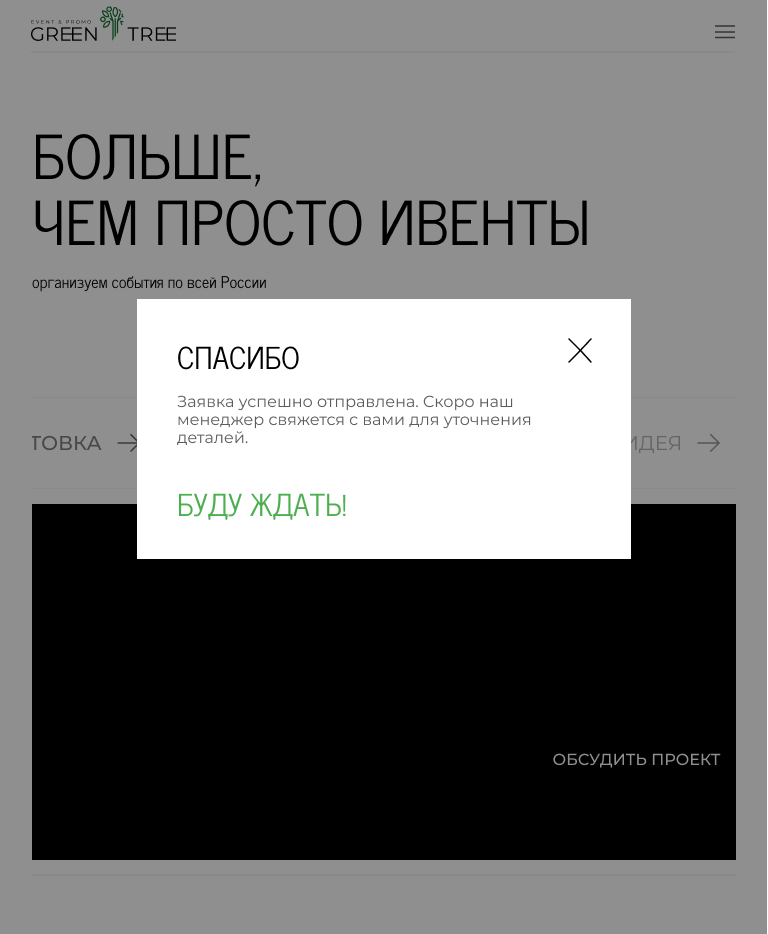 EVENT & PROMO
GREEN TREE
БОЛЬШЕ,
ЧЕМ ПРОСТО ИВЕНТЫ
организуем события по всей России
СПАСИБО
Заявка успешно отправлена. Скоро наш
менеджер свяжется с вами для уточнения
деталей.
ТОВКА
ИДЕЯ
БУДУ ЖДАТЬ!
ОБСУДИТЬ ПРОЕКТ